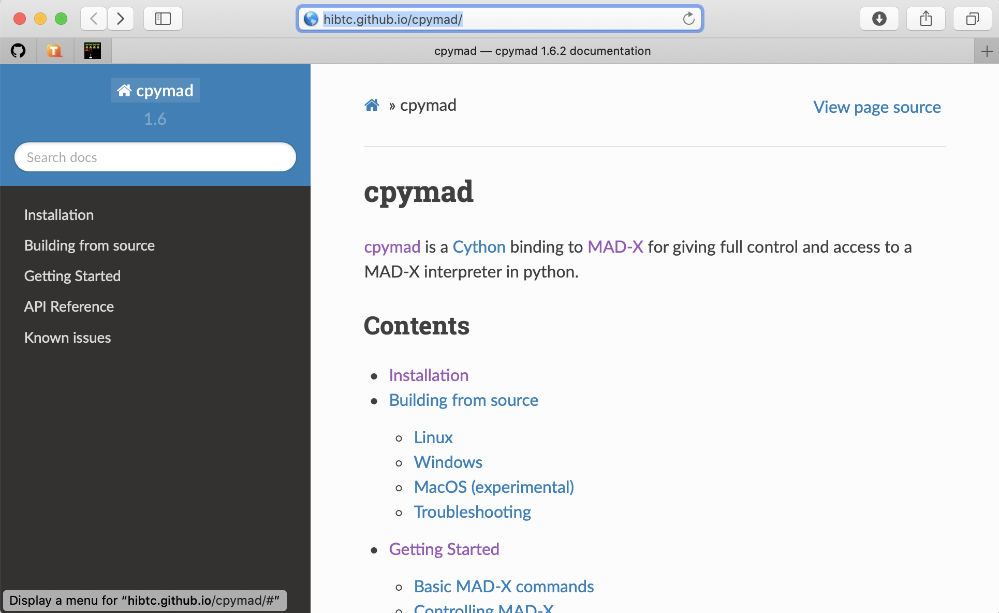 hibtc.github.io/cpymad/
cpymad — cpymad 1.6.2 documentation
cpymad
1.6
Search docs
Installation
Building from source
Getting Started
API Reference
Known issues
Display a menu for “hibtc.github.io/cpymad/#”
» cpymad
View page source
cpymad
cpymad is a Cython binding to MAD-X for giving full control and access to a
MAD-X interpreter in python.
Contents
• Installation
• Building from source
◦ Linux
◦ Windows
◦ MacOS (experimental)
◦ Troubleshooting
• Getting Started
◦ Basic MAD-X commands
◦ Controlling MAD-X